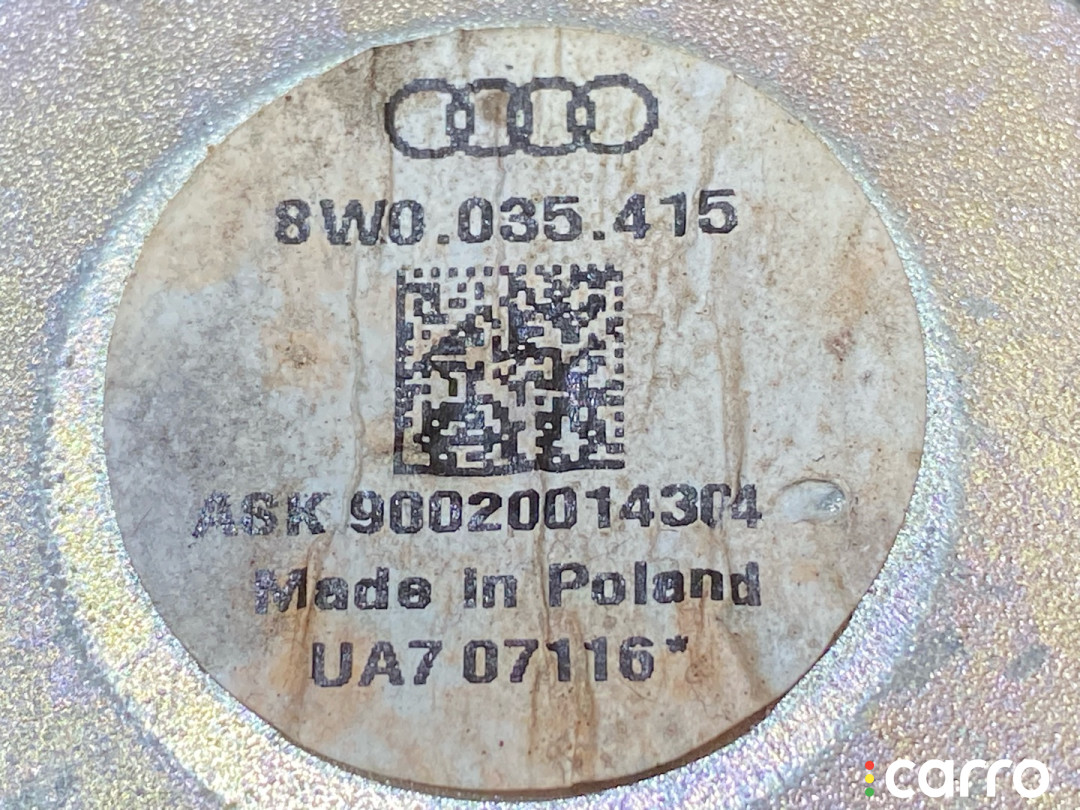 8W0.035.415
ASK 90020014304
Made in Poland
UA7 07116*
carro